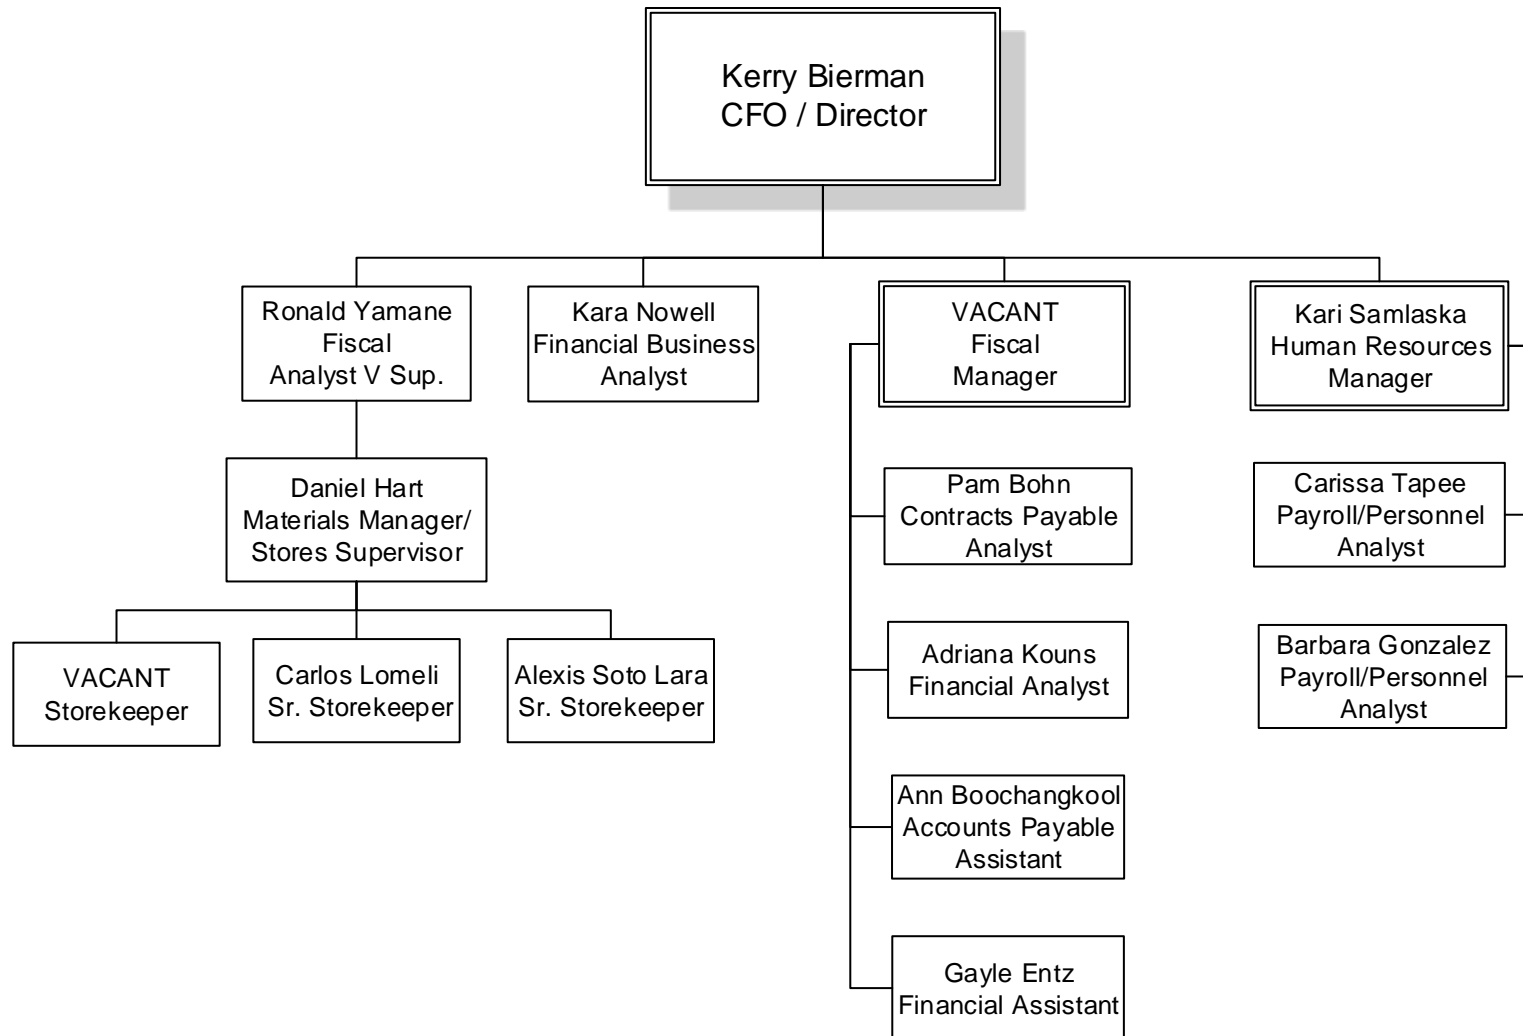 Kerry Bierman
CFO / Director
Ronald Yamane
Fiscal
Analyst V Sup.
Kara Nowell
Financial Business
Analyst
VACANT
Fiscal
Manager
Kari Samlaska
Human Resources
Manager
Daniel Hart
Materials Manager/
Stores Supervisor
Pam Bohn
Contracts Payable
Analyst
Carissa Tapee
Payroll/Personnel
Analyst
VACANT
Storekeeper
Carlos Lomeli
Sr. Storekeeper
Alexis Soto Lara
Sr. Storekeeper
Adriana Kouns
Financial Analyst
Barbara Gonzalez
Payroll/Personnel
Analyst
Ann Boochangkool
Accounts Payable
Assistant
Gayle Entz
Financial Assistant